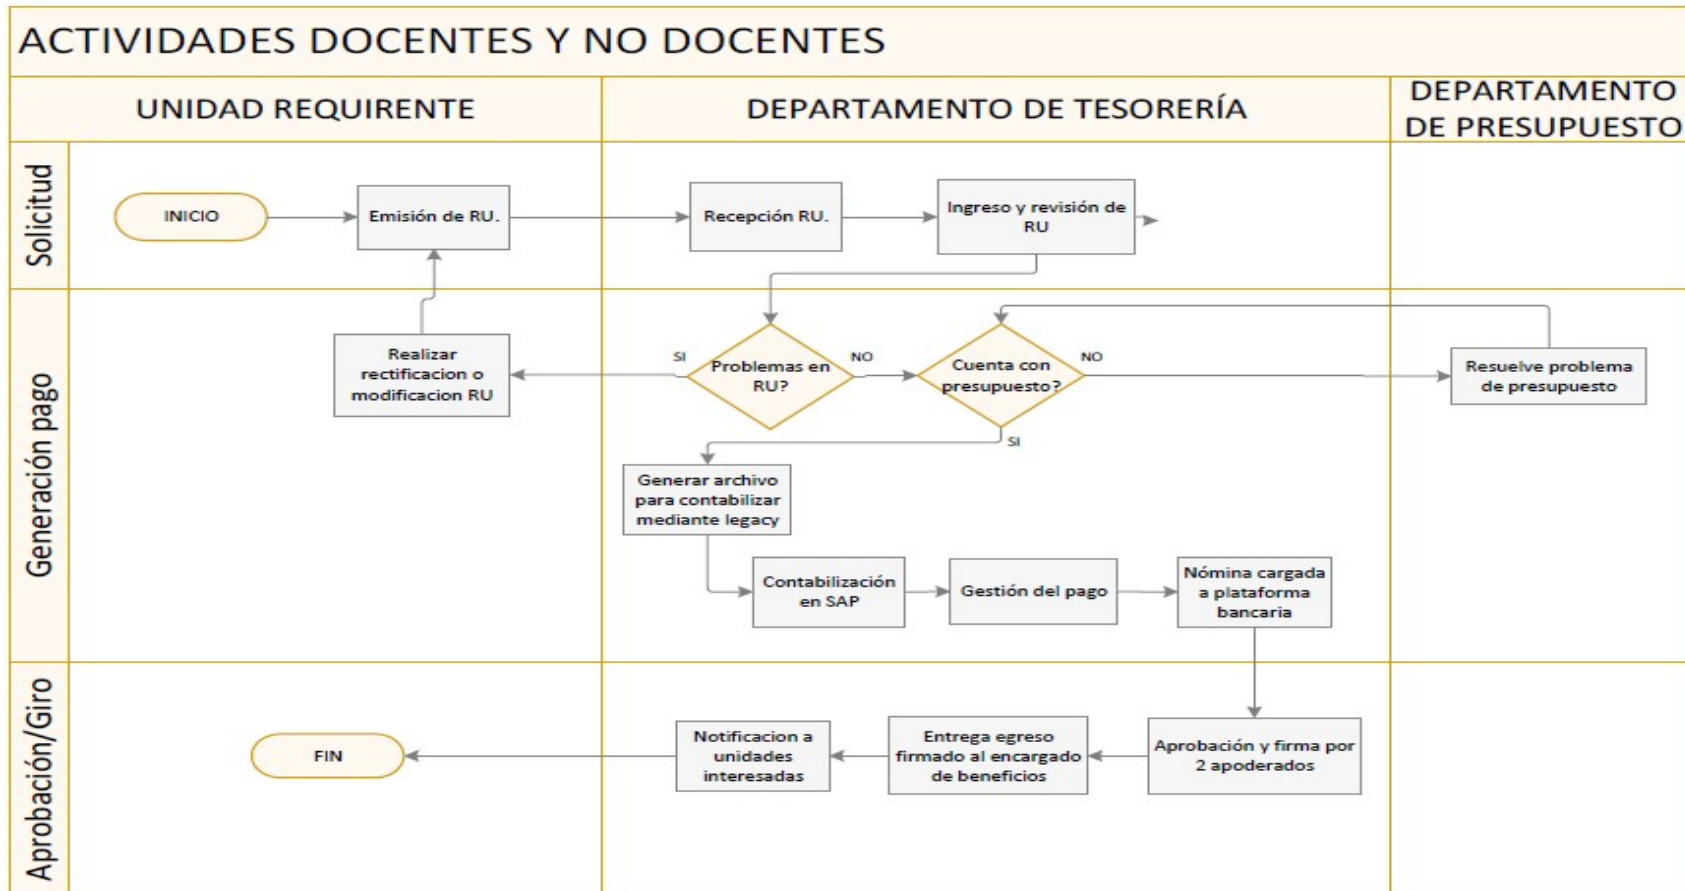 ACTIVIDADES DOCENTES Y NO DOCENTES
UNIDAD REQUIRENTE
DEPARTAMENTO DE TESORERÍA
DEPARTAMENTO
DE PRESUPUESTO
Solicitud
INICIO
Emisión de RU.
Recepción RU.
Ingreso y revisión de
RU
Generación pago
Realizar
rectificacion o
modificacion RU
SI
Problemas en
RU?
NO
Cuenta con
presupuesto?
NO
Resuelve problema
de presupuesto
SI
Generar archivo
para contabilizar
mediante legacy
Contabilización
en SAP
Gestión del pago
Nómina cargada
a plataforma
bancaria
Aprobación/Giro
FIN
Notificacion a
unidades
interesadas
Entrega egreso
firmado al encargado
de beneficios
Aprobación y firma por
2 apoderados